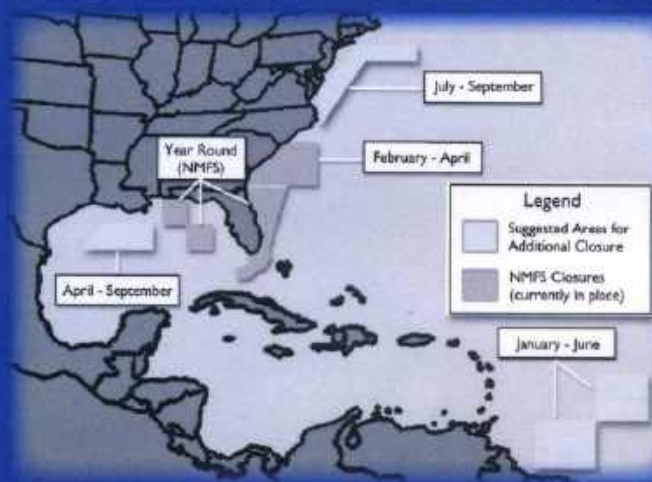 July - September
Year Round
(NMFS)
February - April
Legend
Suggested Areas for
Additional Closure
NMFS Closures
(currently in place)
April - September
January - June